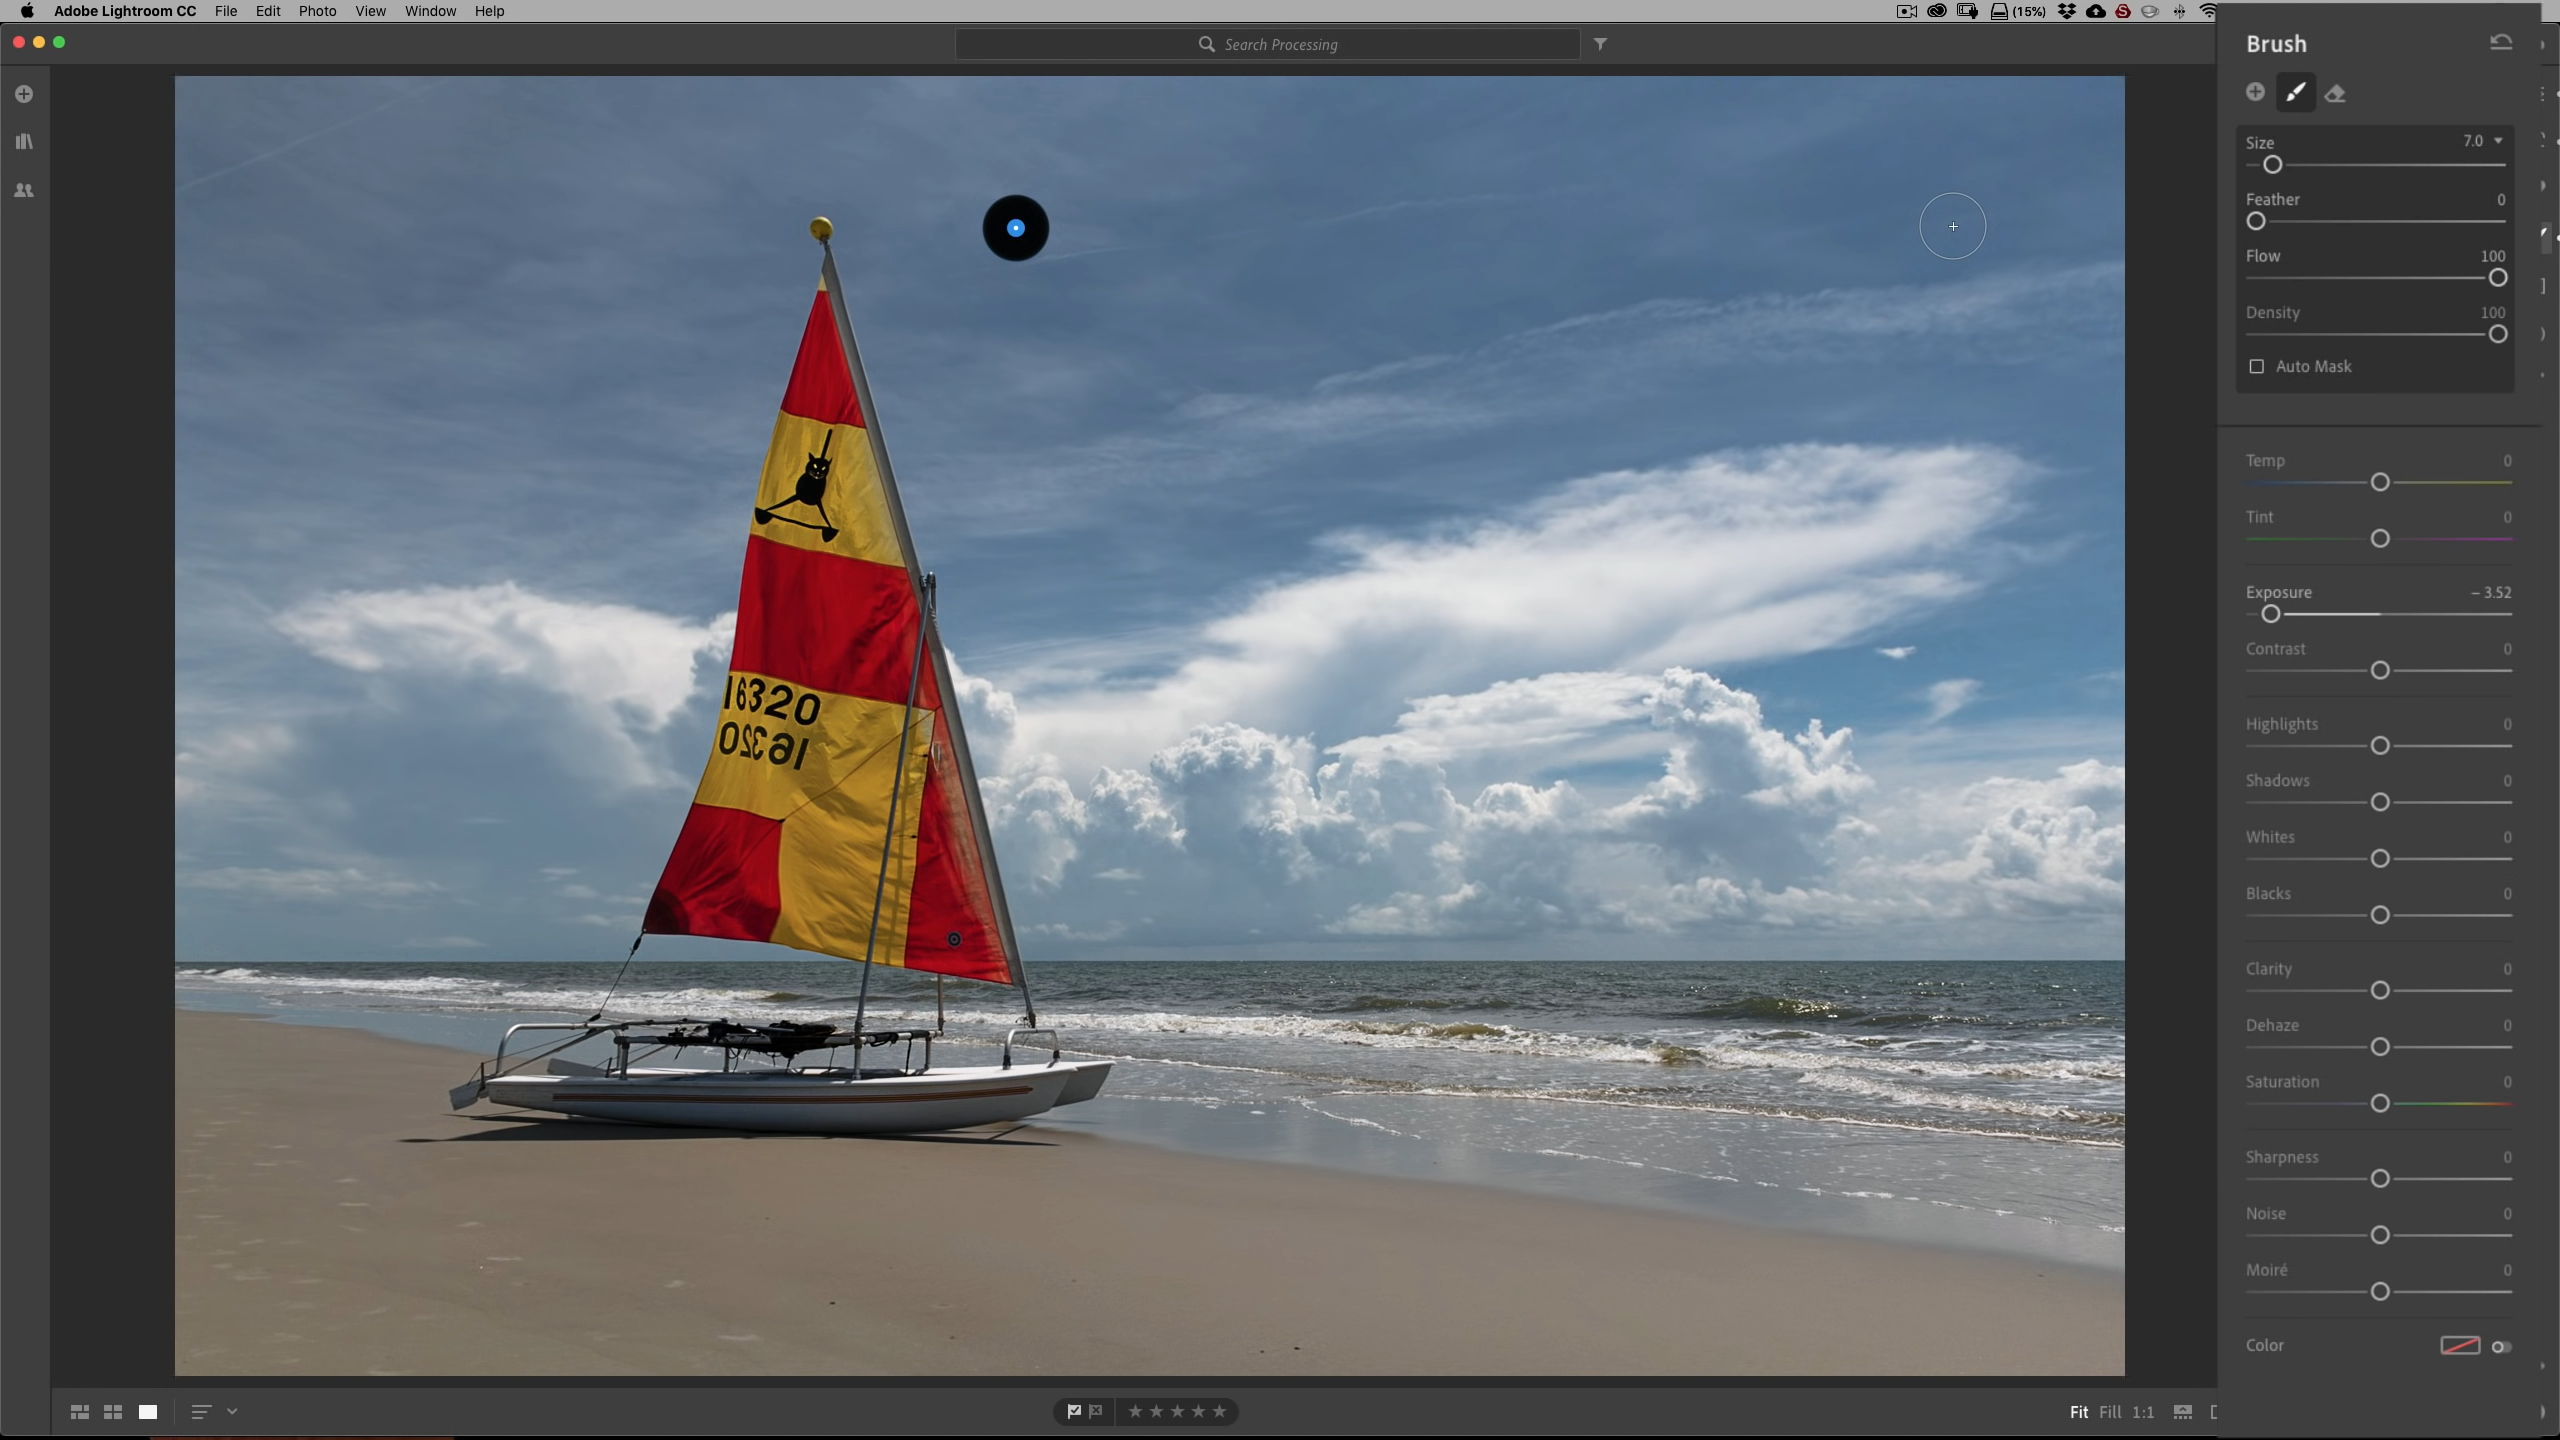 Adobe Lightroom CC File Edit Photo View Window Help (15%)
Search Processing
Brush
Size 7.0
Feather 0
Flow 100
Density 100
Auto Mask
Temp 0
Tint 0
Exposure – 3.52
Contrast 0
Highlights 0
Shadows 0
Whites 0
Blacks 0
Clarity 0
Dehaze 0
Saturation 0
Sharpness 0
Noise 0
Moiré 0
Color
16320
16320
Fit Fill 1:1